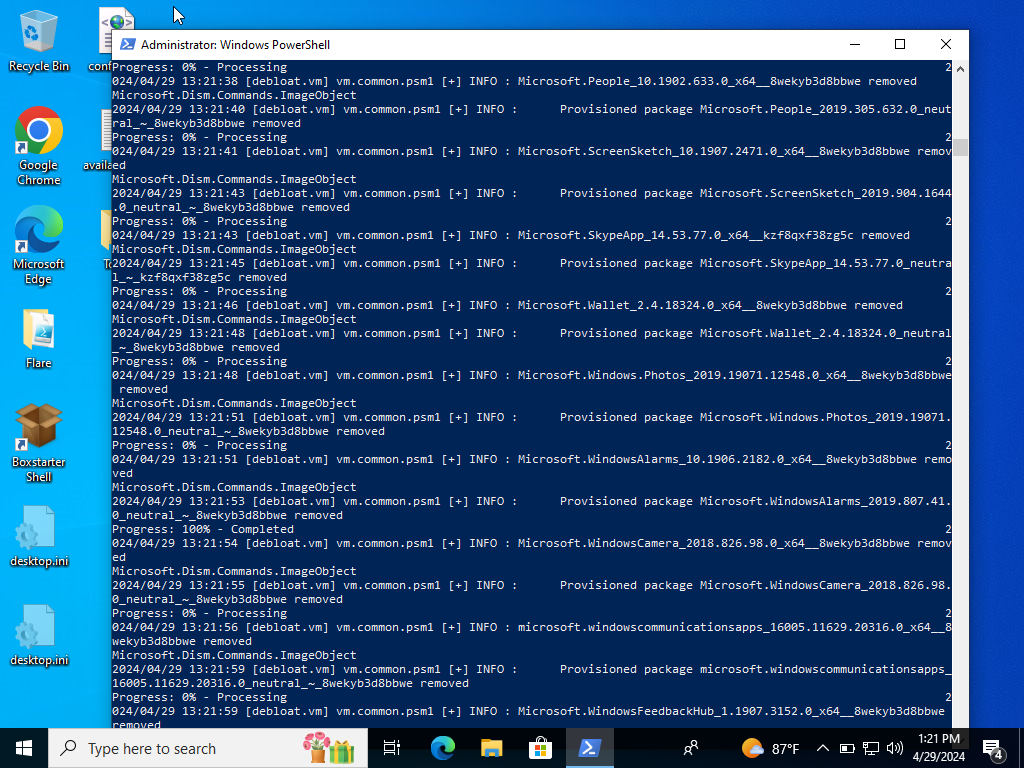 Recycle Bin
conf
Google
Chrome
availa
Microsoft
Edge
To
Flare
Boxstarter
Shell
desktop.ini
desktop.ini
Administrator: Windows PowerShell
Progress: 0% - Processing 2
024/04/29 13:21:38 [debloat.vm] vm.common.psm1 [+] INFO : Microsoft.People_10.1902.633.0_x64__8wekyb3d8bbwe removed
Microsoft.Dism.Commands.ImageObject
2024/04/29 13:21:40 [debloat.vm] vm.common.psm1 [+] INFO : Provisioned package Microsoft.People_2019.305.632.0_neut
ral_~_8wekyb3d8bbwe removed
Progress: 0% - Processing 2
024/04/29 13:21:41 [debloat.vm] vm.common.psm1 [+] INFO : Microsoft.ScreenSketch_10.1907.2471.0_x64__8wekyb3d8bbwe remov
ed
Microsoft.Dism.Commands.ImageObject
2024/04/29 13:21:43 [debloat.vm] vm.common.psm1 [+] INFO : Provisioned package Microsoft.ScreenSketch_2019.904.1644
.0_neutral_~_8wekyb3d8bbwe removed
Progress: 0% - Processing 2
024/04/29 13:21:43 [debloat.vm] vm.common.psm1 [+] INFO : Microsoft.SkypeApp_14.53.77.0_x64__kzf8qxf38zg5c removed
Microsoft.Dism.Commands.ImageObject
2024/04/29 13:21:45 [debloat.vm] vm.common.psm1 [+] INFO : Provisioned package Microsoft.SkypeApp_14.53.77.0_neutra
l_~_kzf8qxf38zg5c removed
Progress: 0% - Processing 2
024/04/29 13:21:46 [debloat.vm] vm.common.psm1 [+] INFO : Microsoft.Wallet_2.4.18324.0_x64__8wekyb3d8bbwe removed
Microsoft.Dism.Commands.ImageObject
2024/04/29 13:21:48 [debloat.vm] vm.common.psm1 [+] INFO : Provisioned package Microsoft.Wallet_2.4.18324.0_neutral
_~_8wekyb3d8bbwe removed
Progress: 0% - Processing 2
024/04/29 13:21:48 [debloat.vm] vm.common.psm1 [+] INFO : Microsoft.Windows.Photos_2019.19071.12548.0_x64__8wekyb3d8bbwe
removed
Microsoft.Dism.Commands.ImageObject
2024/04/29 13:21:51 [debloat.vm] vm.common.psm1 [+] INFO : Provisioned package Microsoft.Windows.Photos_2019.19071.
12548.0_neutral_~_8wekyb3d8bbwe removed
Progress: 0% - Processing 2
024/04/29 13:21:51 [debloat.vm] vm.common.psm1 [+] INFO : Microsoft.WindowsAlarms_10.1906.2182.0_x64__8wekyb3d8bbwe remo
ved
Microsoft.Dism.Commands.ImageObject
2024/04/29 13:21:53 [debloat.vm] vm.common.psm1 [+] INFO : Provisioned package Microsoft.WindowsAlarms_2019.807.41.
0_neutral_~_8wekyb3d8bbwe removed
Progress: 100% - Completed 2
024/04/29 13:21:54 [debloat.vm] vm.common.psm1 [+] INFO : Microsoft.WindowsCamera_2018.826.98.0_x64__8wekyb3d8bbwe remov
ed
Microsoft.Dism.Commands.ImageObject
2024/04/29 13:21:55 [debloat.vm] vm.common.psm1 [+] INFO : Provisioned package Microsoft.WindowsCamera_2018.826.98.
0_neutral_~_8wekyb3d8bbwe removed
Progress: 0% - Processing 2
024/04/29 13:21:56 [debloat.vm] vm.common.psm1 [+] INFO : microsoft.windowscommunicationsapps_16005.11629.20316.0_x64__8
wekyb3d8bbwe removed
Microsoft.Dism.Commands.ImageObject
2024/04/29 13:21:59 [debloat.vm] vm.common.psm1 [+] INFO : Provisioned package microsoft.windowscommunicationsapps_
16005.11629.20316.0_neutral_~_8wekyb3d8bbwe removed
Progress: 0% - Processing 2
024/04/29 13:21:59 [debloat.vm] vm.common.psm1 [+] INFO : Microsoft.WindowsFeedbackHub_1.1907.3152.0_x64__8wekyb3d8bbwe
removed
Type here to search
87°F
1:21 PM
4/29/2024
4